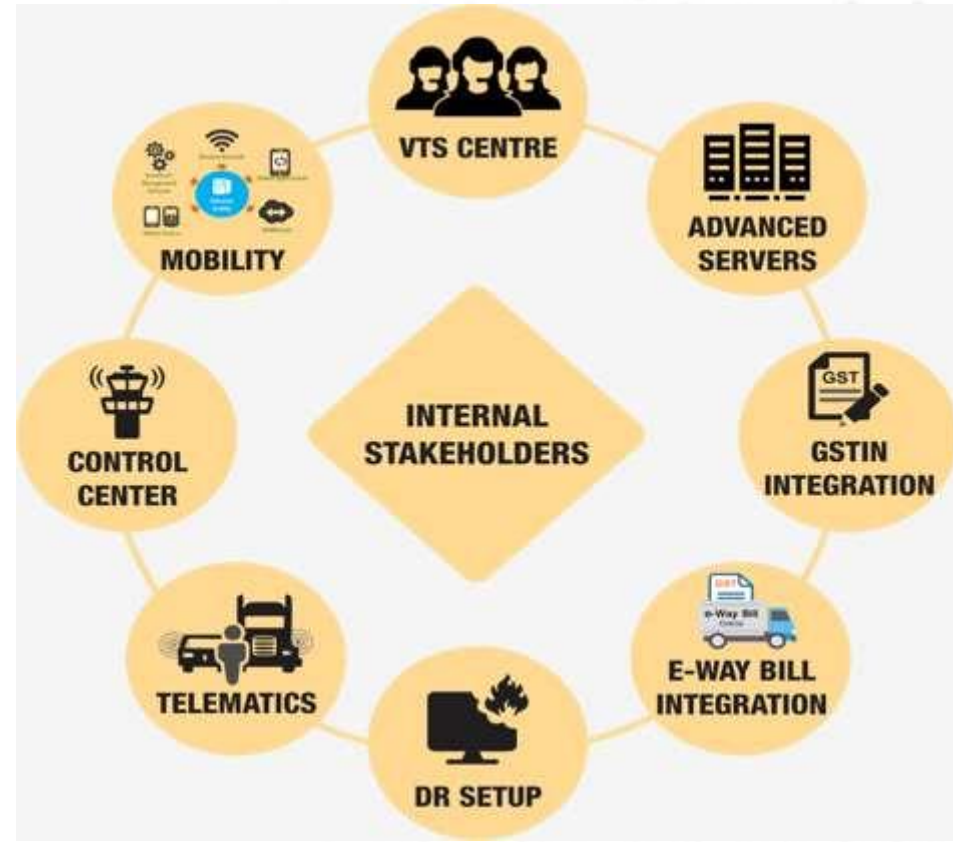 VTS CENTRE
ADVANCED
SERVERS
GST
GSTIN
INTEGRATION
GST
e-Way Bill
E-WAY BILL
INTEGRATION
DR SETUP
TELEMATICS
CONTROL
CENTER
MOBILITY
INTERNAL
STAKEHOLDERS